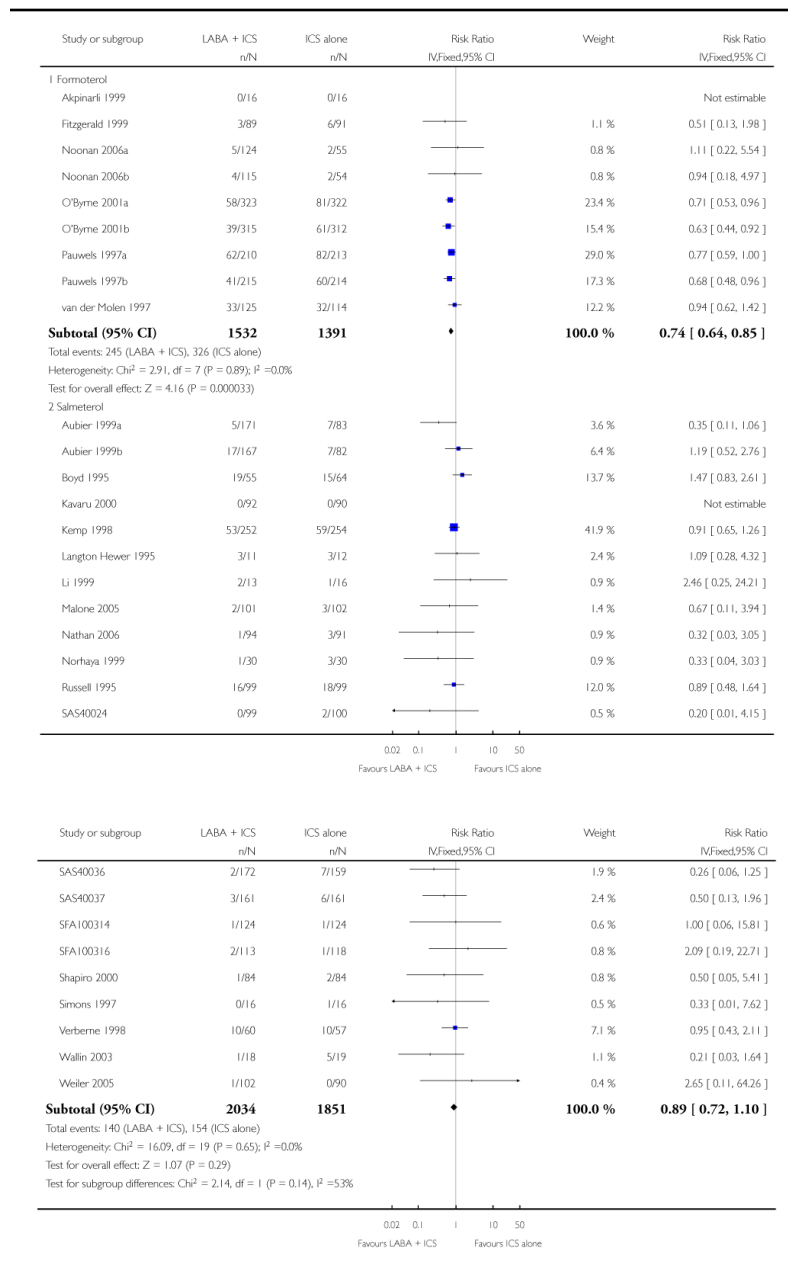 Study or subgroup LABA + ICS ICS alone Risk Ratio Weight Risk Ratio
n/N n/N IV,Fixed,95% CI IV,Fixed,95% CI
1 Formoterol
Akpinarli 1999 0/16 0/16 Not estimable
Fitzgerald 1999 3/89 6/91 1.1 % 0.51 [ 0.13, 1.98 ]
Noonan 2006a 5/124 2/55 0.8 % 1.11 [ 0.22, 5.54 ]
Noonan 2006b 4/115 2/54 0.8 % 0.94 [ 0.18, 4.97 ]
O'Byrne 2001a 58/323 81/322 23.4 % 0.71 [ 0.53, 0.96 ]
O'Byrne 2001b 39/315 61/312 15.4 % 0.63 [ 0.44, 0.92 ]
Pauwels 1997a 62/210 82/213 29.0 % 0.77 [ 0.59, 1.00 ]
Pauwels 1997b 41/215 60/214 17.3 % 0.68 [ 0.48, 0.96 ]
van der Molen 1997 33/125 32/114 12.2 % 0.94 [ 0.62, 1.42 ]
Subtotal (95% CI) 1532 1391 100.0 % 0.74 [ 0.64, 0.85 ]
Total events: 245 (LABA + ICS), 326 (ICS alone)
Heterogeneity: Chi² = 2.91, df = 7 (P = 0.89); I² =0.0%
Test for overall effect: Z = 4.16 (P = 0.000033)
2 Salmeterol
Aubier 1999a 5/171 7/83 3.6 % 0.35 [ 0.11, 1.06 ]
Aubier 1999b 17/167 7/82 6.4 % 1.19 [ 0.52, 2.76 ]
Boyd 1995 19/55 15/64 13.7 % 1.47 [ 0.83, 2.61 ]
Kavaru 2000 0/92 0/90 Not estimable
Kemp 1998 53/252 59/254 41.9 % 0.91 [ 0.65, 1.26 ]
Langton Hewer 1995 3/11 3/12 2.4 % 1.09 [ 0.28, 4.32 ]
Li 1999 2/13 1/16 0.9 % 2.46 [ 0.25, 24.21 ]
Malone 2005 2/101 3/102 1.4 % 0.67 [ 0.11, 3.94 ]
Nathan 2006 1/94 3/91 0.9 % 0.32 [ 0.03, 3.05 ]
Norhaya 1999 1/30 3/30 0.9 % 0.33 [ 0.04, 3.03 ]
Russell 1995 16/99 18/99 12.0 % 0.89 [ 0.48, 1.64 ]
SAS40024 0/99 2/100 0.5 % 0.20 [ 0.01, 4.15 ]
0.02 0.1 1 10 50
Favours LABA + ICS Favours ICS alone
Study or subgroup LABA + ICS ICS alone Risk Ratio Weight Risk Ratio
n/N n/N IV,Fixed,95% CI IV,Fixed,95% CI
SAS40036 2/172 7/159 1.9 % 0.26 [ 0.06, 1.25 ]
SAS40037 3/161 6/161 2.4 % 0.50 [ 0.13, 1.96 ]
SFA100314 1/124 1/124 0.6 % 1.00 [ 0.06, 15.81 ]
SFA100316 2/113 1/118 0.8 % 2.09 [ 0.19, 22.71 ]
Shapiro 2000 1/84 2/84 0.8 % 0.50 [ 0.05, 5.41 ]
Simons 1997 0/16 1/16 0.5 % 0.33 [ 0.01, 7.62 ]
Verberne 1998 10/60 10/57 7.1 % 0.95 [ 0.43, 2.11 ]
Wallin 2003 1/18 5/19 1.1 % 0.21 [ 0.03, 1.64 ]
Weiler 2005 1/102 0/90 0.4 % 2.65 [ 0.11, 64.26 ]
Subtotal (95% CI) 2034 1851 100.0 % 0.89 [ 0.72, 1.10 ]
Total events: 140 (LABA + ICS), 154 (ICS alone)
Heterogeneity: Chi² = 16.09, df = 19 (P = 0.65); I² =0.0%
Test for overall effect: Z = 1.07 (P = 0.29)
Test for subgroup differences: Chi² = 2.14, df = 1 (P = 0.14), I² =53%
0.02 0.1 1 10 50
Favours LABA + ICS Favours ICS alone